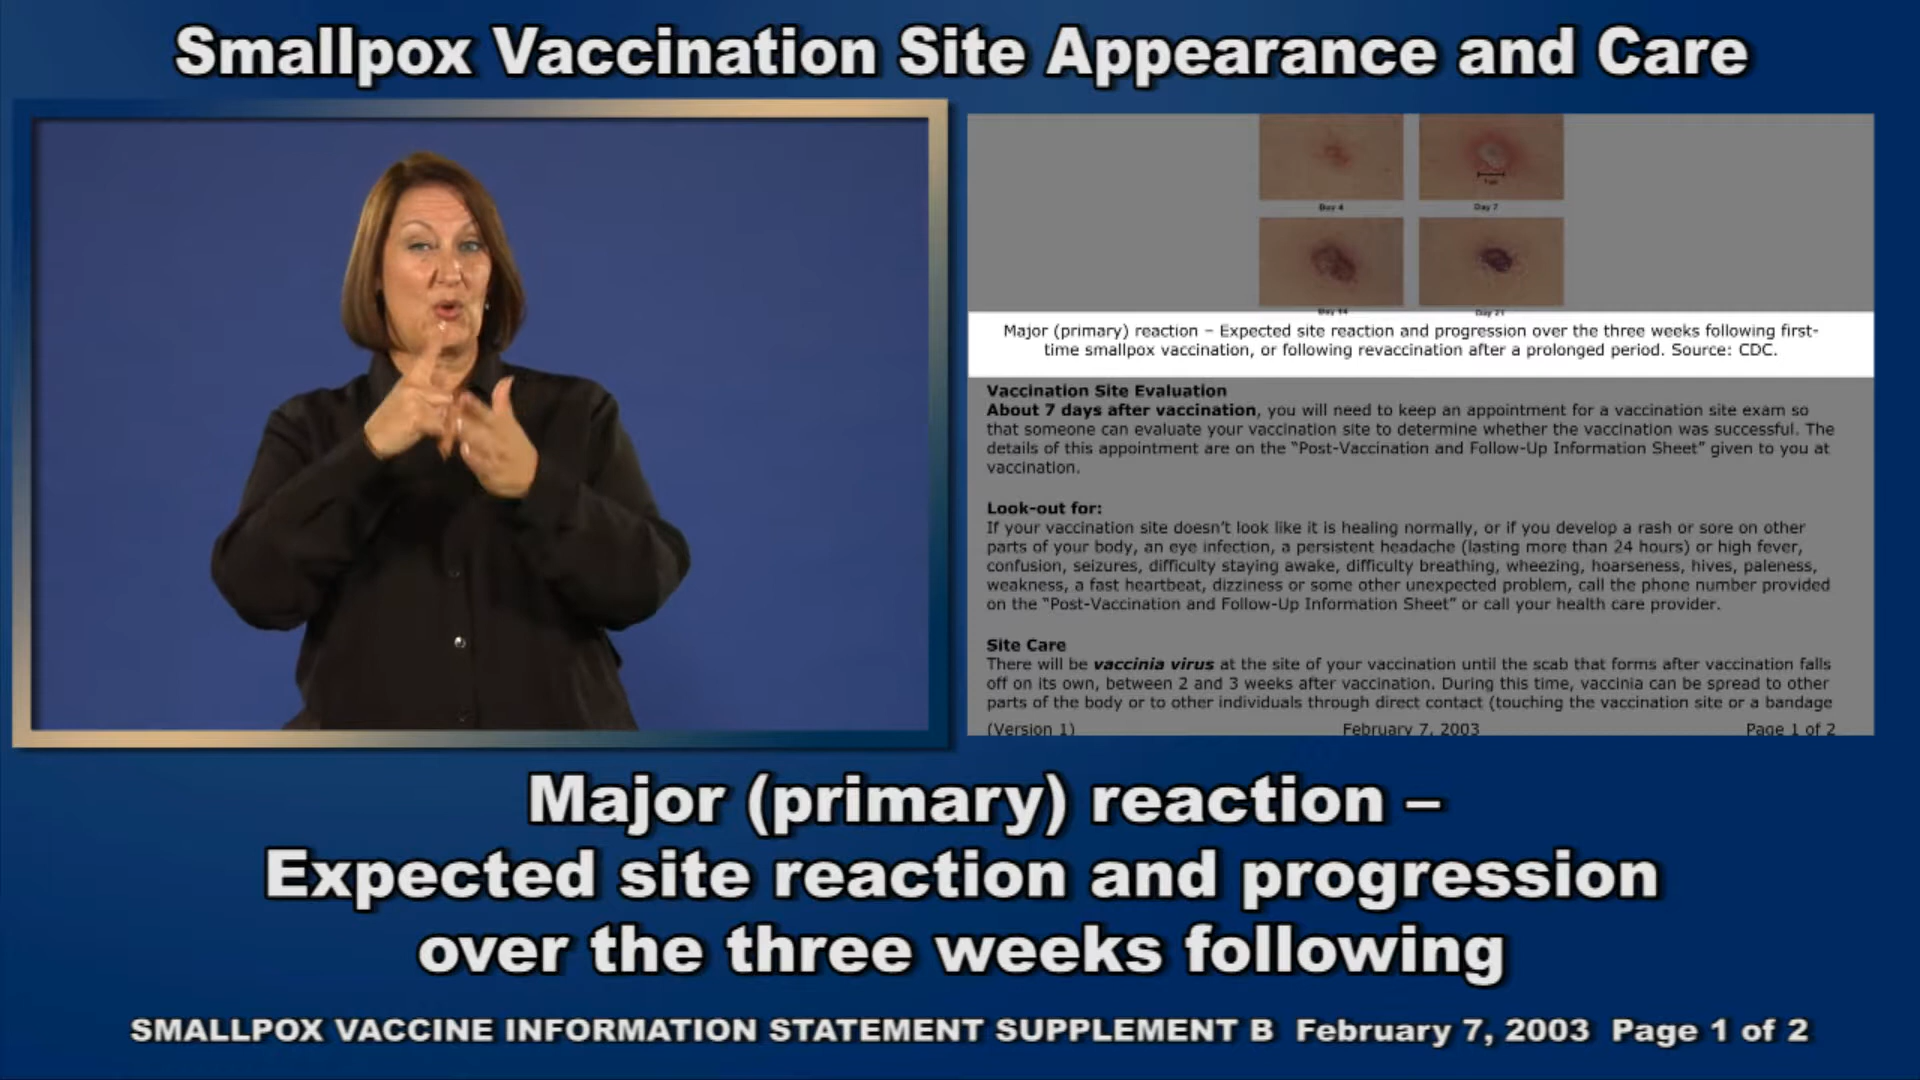 Smallpox Vaccination Site Appearance and Care
Day 4
Day 7
Day 14
Day 21
Major (primary) reaction – Expected site reaction and progression over the three weeks following first-
time smallpox vaccination, or following revaccination after a prolonged period. Source: CDC.
Vaccination Site Evaluation
About 7 days after vaccination, you will need to keep an appointment for a vaccination site exam so
that someone can evaluate your vaccination site to determine whether the vaccination was successful. The
details of this appointment are on the “Post-Vaccination and Follow-Up Information Sheet” given to you at
vaccination.
Look-out for:
If your vaccination site doesn’t look like it is healing normally, or if you develop a rash or sore on other
parts of your body, an eye infection, a persistent headache (lasting more than 24 hours) or high fever,
confusion, seizures, difficulty staying awake, difficulty breathing, wheezing, hoarseness, hives, paleness,
weakness, a fast heartbeat, dizziness or some other unexpected problem, call the phone number provided
on the “Post-Vaccination and Follow-Up Information Sheet” or call your health care provider.
Site Care
There will be vaccinia virus at the site of your vaccination until the scab that forms after vaccination falls
off on its own, between 2 and 3 weeks after vaccination. During this time, vaccinia can be spread to other
parts of the body or to other individuals through direct contact (touching the vaccination site or a bandage
(Version 1) February 7, 2003 Page 1 of 2
Major (primary) reaction –
Expected site reaction and progression
over the three weeks following
SMALLPOX VACCINE INFORMATION STATEMENT SUPPLEMENT B February 7, 2003 Page 1 of 2